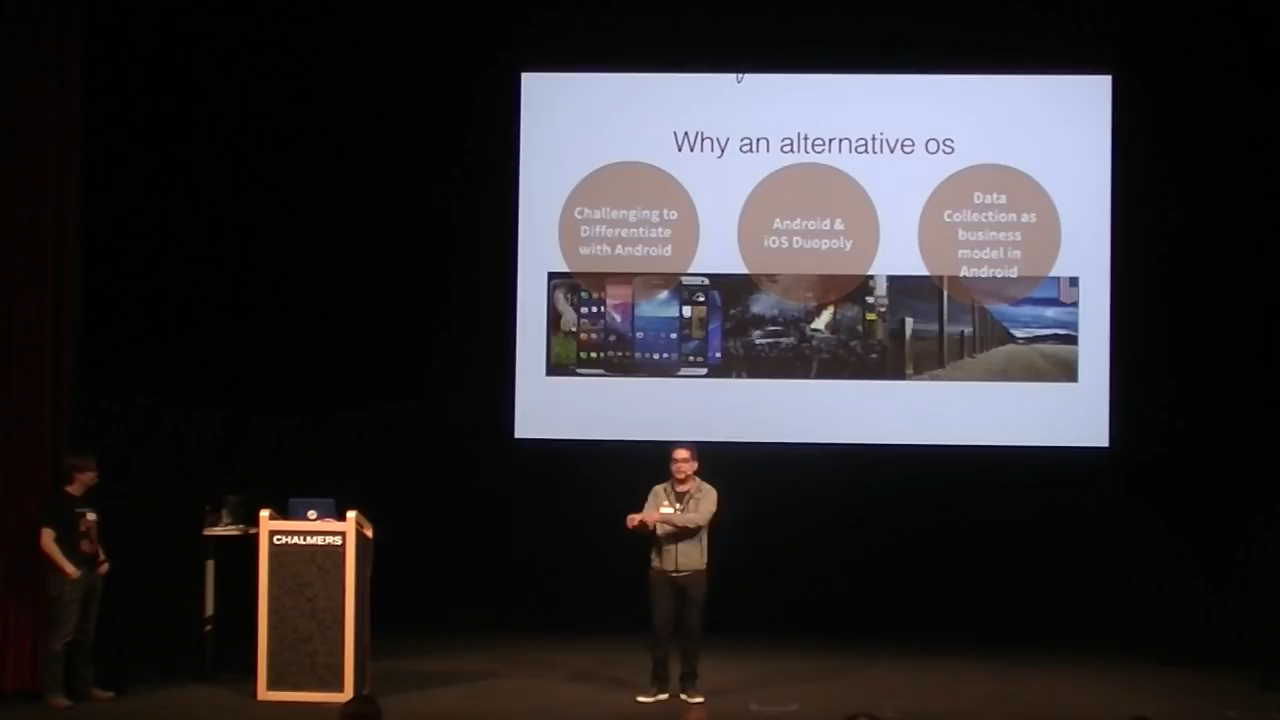 Why an alternative os
Challenging to
Differentiate
with Android
Android &
iOS Duopoly
Data
Collection as
business
model in
Android
CHALMERS